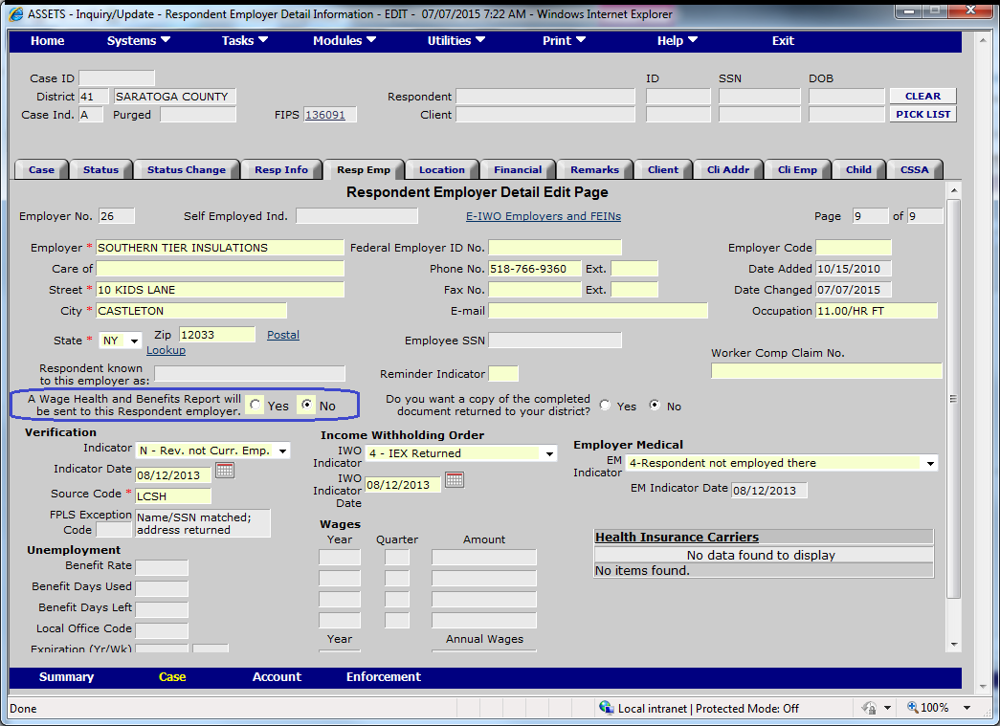 ASSETS - Inquiry/Update - Respondent Employer Detail Information - EDIT - 07/07/2015 7:22 AM - Windows Internet Explorer
Home Systems Tasks Modules Utilities Print Help Exit
Case ID ID SSN DOB
District 41 SARATOGA COUNTY Respondent CLEAR
Case Ind. A Purged FIPS 136091 Client PICK LIST
Case Status Status Change Resp Info Resp Emp Location Financial Remarks Client Cli Addr Cli Emp Child CSSA
Respondent Employer Detail Edit Page
Employer No. 26 Self Employed Ind. E-IWO Employers and FEINs Page 9 of 9
Employer * SOUTHERN TIER INSULATIONS Federal Employer ID No. Employer Code
Care of Phone No. 518-766-9360 Ext. Date Added 10/15/2010
Street * 10 KIDS LANE Fax No. Ext. Date Changed 07/07/2015
City * CASTLETON E-mail Occupation 11.00/HR FT
State * NY Zip 12033 Postal Lookup Employee SSN
Worker Comp Claim No.
Respondent known to this employer as: Reminder Indicator
A Wage Health and Benefits Report will be sent to this Respondent employer. Yes No
Do you want a copy of the completed document returned to your district? Yes No
Verification
Indicator N - Rev. not Curr. Emp.
Indicator Date 08/12/2013
Source Code * LCSH
FPLS Exception Code Name/SSN matched; address returned
Unemployment
Benefit Rate
Benefit Days Used
Benefit Days Left
Local Office Code
Expiration (Yr/Wk)
Income Withholding Order
IWO Indicator 4 - IEX Returned
IWO Indicator Date 08/12/2013
Wages
Year Quarter Amount
Year Annual Wages
Employer Medical
EM Indicator 4-Respondent not employed there
EM Indicator Date 08/12/2013
Health Insurance Carriers
No data found to display
No items found.
Summary Case Account Enforcement
Done Local intranet | Protected Mode: Off 100%